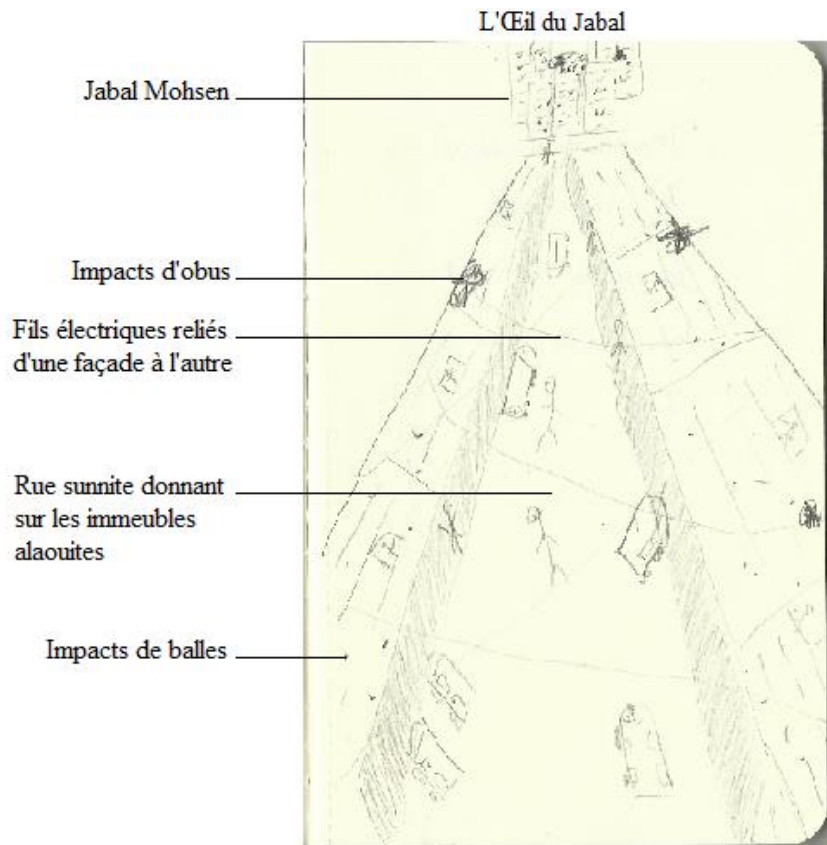 L'Œil du Jabal
Jabal Mohsen
Impacts d'obus
Fils électriques reliés
d'une façade à l'autre
Rue sunnite donnant
sur les immeubles
alaouites
Impacts de balles